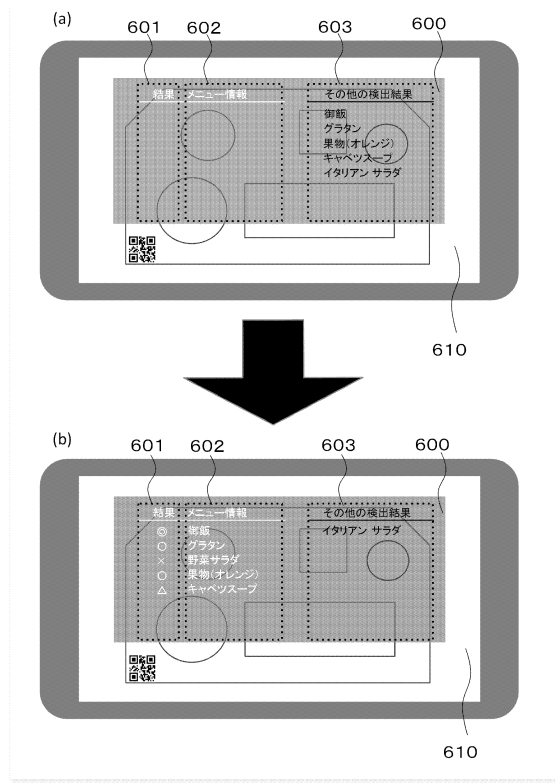 (a)
601 602 603 600
結果 メニュー情報 その他の検出結果
御飯
グラタン
果物(オレンジ)
キャベツスープ
イタリアン サラダ
610
(b)
601 602 603 600
結果 メニュー情報 その他の検出結果
◎ 御飯 イタリアン サラダ
○ グラタン
× 野菜サラダ
○ 果物(オレンジ)
△ キャベツスープ
610